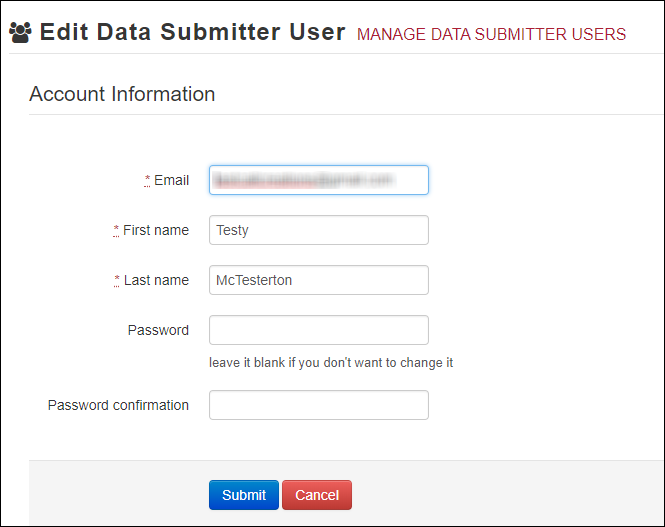 Edit Data Submitter User MANAGE DATA SUBMITTER USERS
Account Information
* Email
* First name Testy
* Last name McTesterton
Password
leave it blank if you don't want to change it
Password confirmation
Submit Cancel